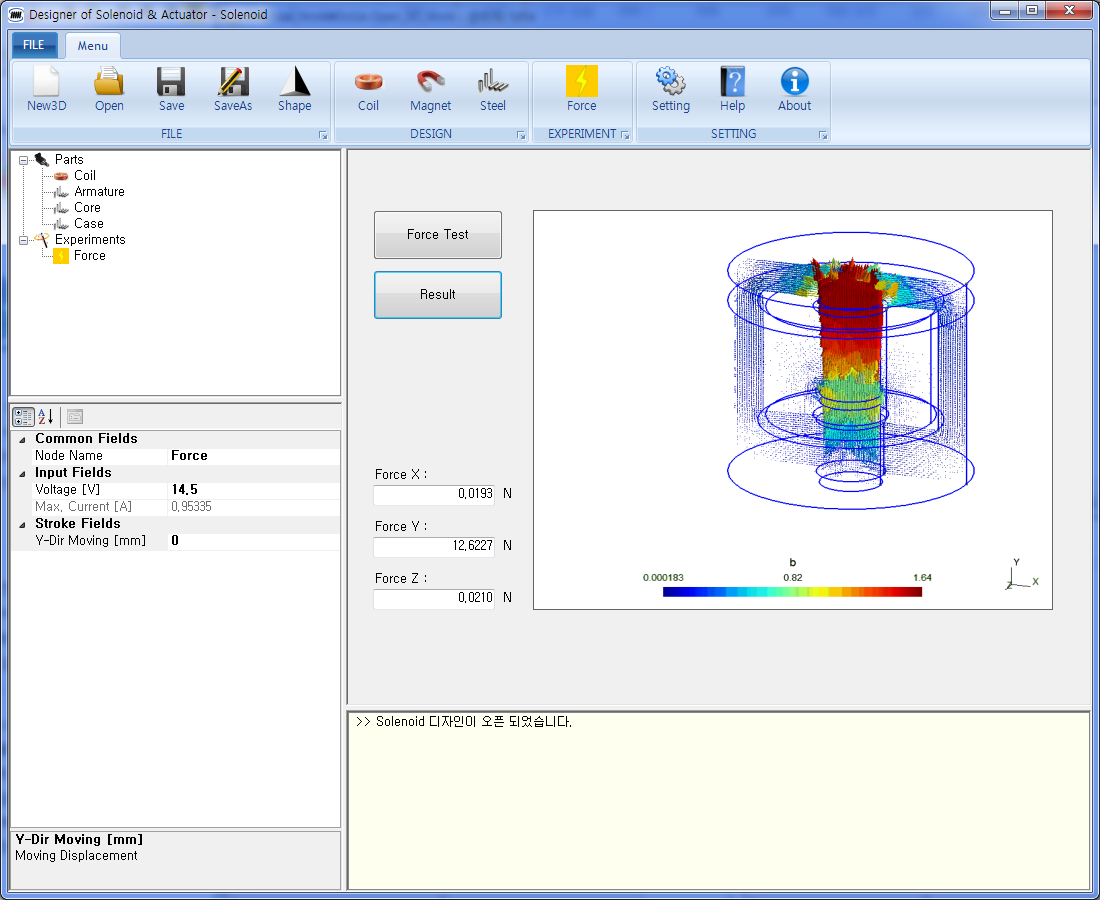 Designer of Solenoid & Actuator - Solenoid
FILE
Menu
New3D
Open
Save
SaveAs
Shape
Coil
Magnet
Steel
Force
Setting
Help
About
FILE
DESIGN
EXPERIMENT
SETTING
Parts
Coil
Armature
Core
Case
Experiments
Force
Common Fields
Node Name Force
Input Fields
Voltage [V] 14.5
Max. Current [A] 0.95335
Stroke Fields
Y-Dir Moving [mm] 0
Y-Dir Moving [mm]
Moving Displacement
Force Test
Result
Force X :
0.0193 N
Force Y :
12.6227 N
Force Z :
0.0210 N
b
0.000183 0.82 1.64
Y
X
Z
>> Solenoid 디자인이 오픈 되었습니다.